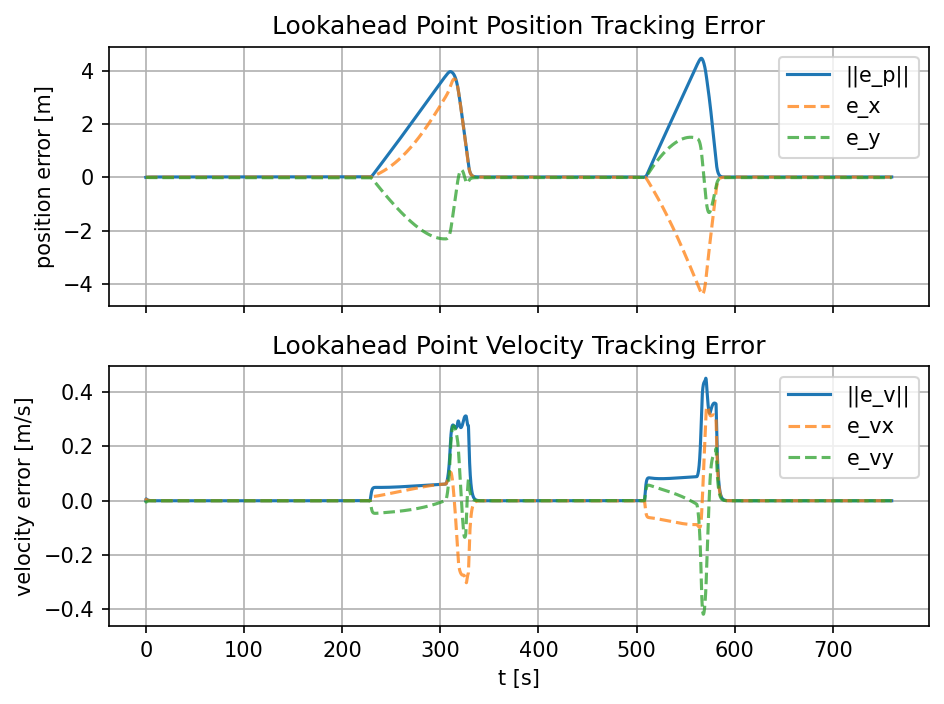 Lookahead Point Position Tracking Error
position error [m]
4
2
0
−2
−4
||e_p||
e_x
e_y
Lookahead Point Velocity Tracking Error
velocity error [m/s]
0.4
0.2
0.0
−0.2
−0.4
||e_v||
e_vx
e_vy
0 100 200 300 400 500 600 700
t [s]